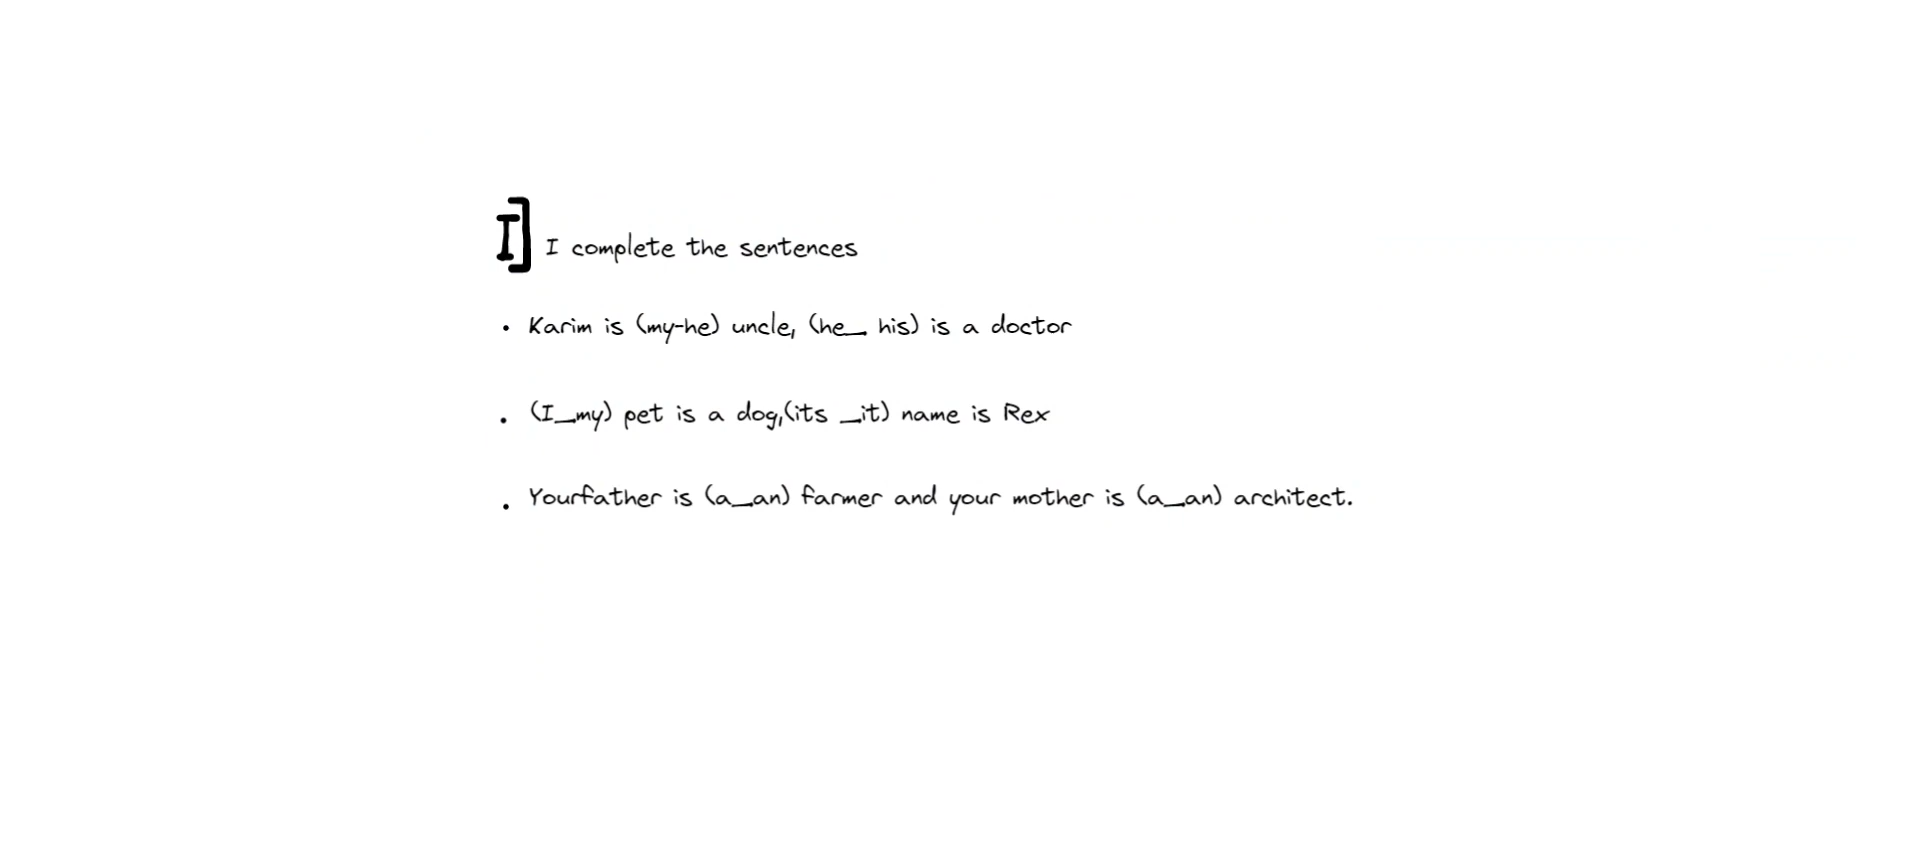 I] I complete the sentences
• Karim is (my-he) uncle, (he_ his) is a doctor
• (I_my) pet is a dog,(its _it) name is Rex
• Yourfather is (a_an) farmer and your mother is (a_an) architect.